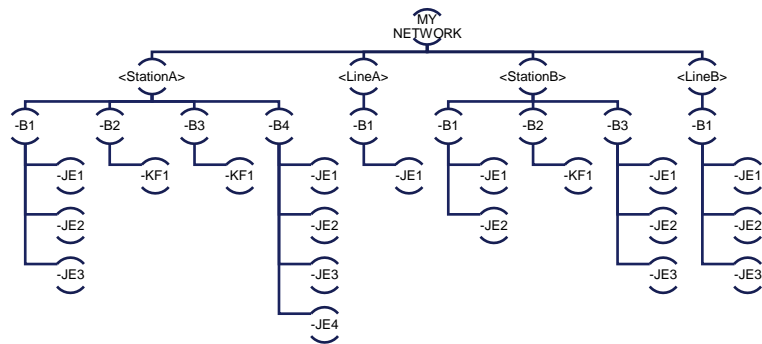 MY
NETWORK
<StationA>
<LineA>
<StationB>
<LineB>
-B1
-B2
-B3
-B4
-B1
-B1
-B2
-B3
-B1
-JE1
-KF1
-KF1
-JE1
-JE1
-JE1
-KF1
-JE1
-JE1
-JE2
-JE2
-JE2
-JE2
-JE2
-JE3
-JE3
-JE3
-JE3
-JE4